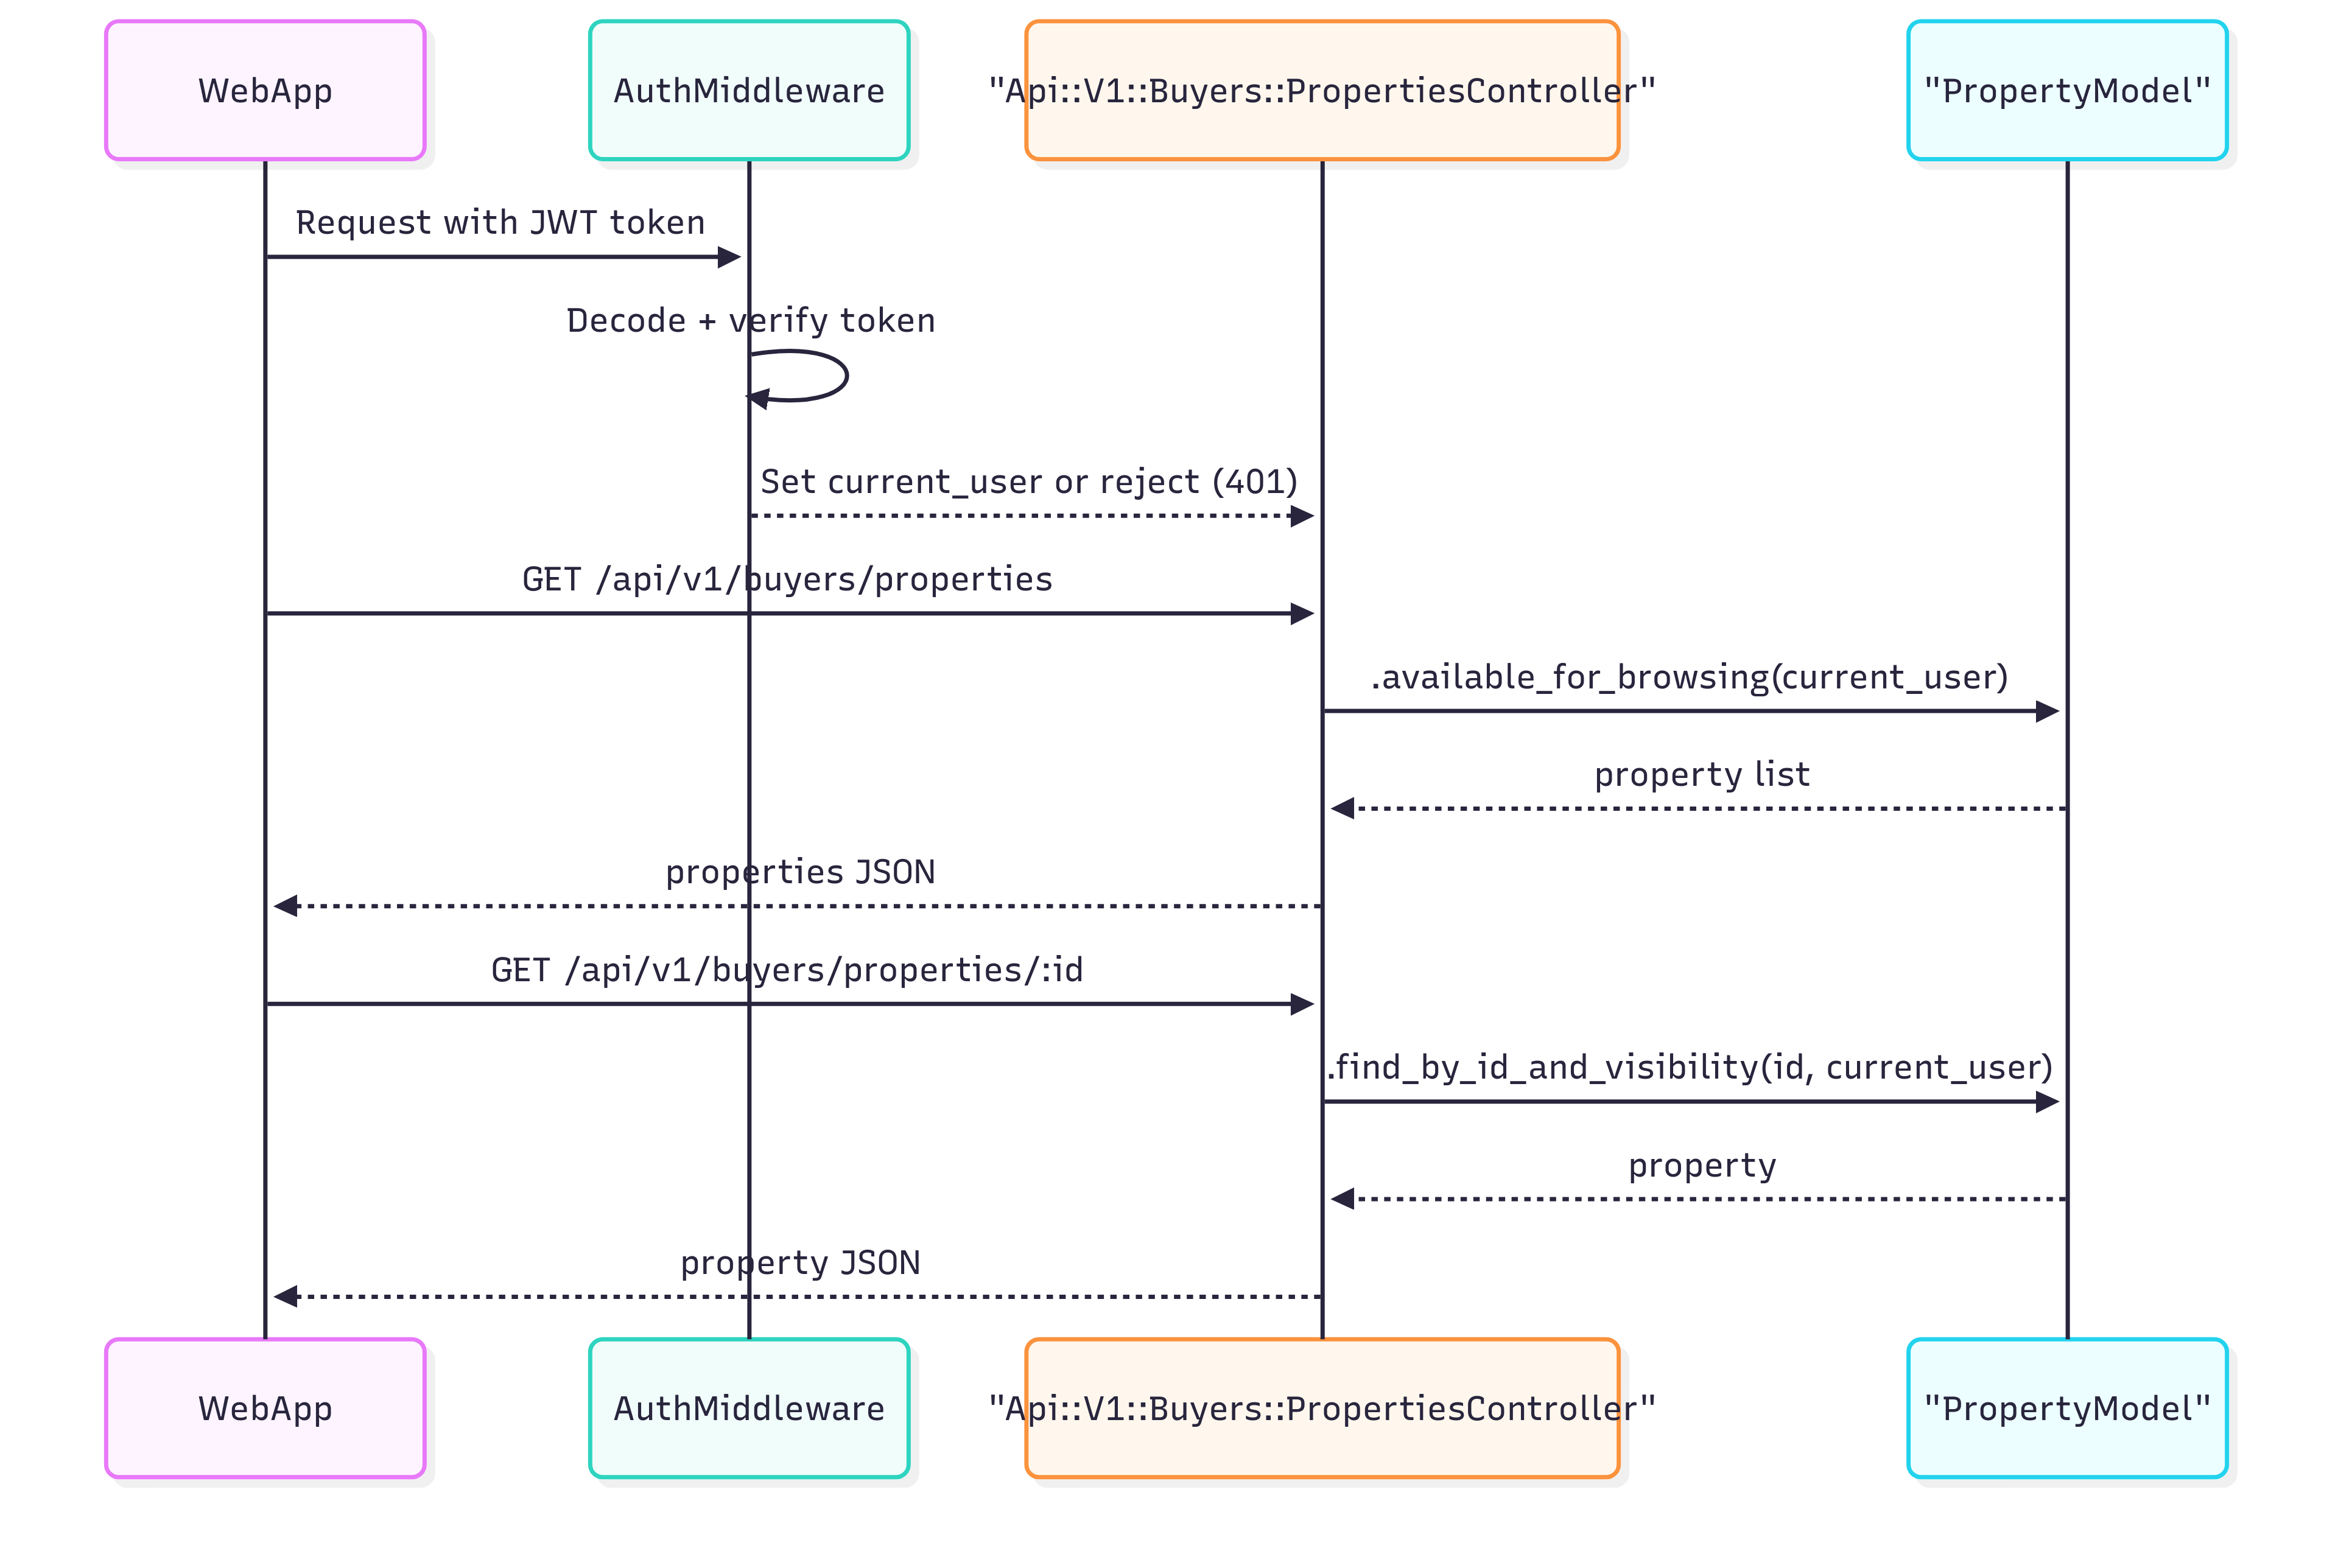 WebApp
AuthMiddleware
"Api::V1::Buyers::PropertiesController"
"PropertyModel"
Request with JWT token
Decode + verify token
Set current_user or reject (401)
GET /api/v1/buyers/properties
.available_for_browsing(current_user)
property list
properties JSON
GET /api/v1/buyers/properties/:id
.find_by_id_and_visibility(id, current_user)
property
property JSON
WebApp
AuthMiddleware
"Api::V1::Buyers::PropertiesController"
"PropertyModel"